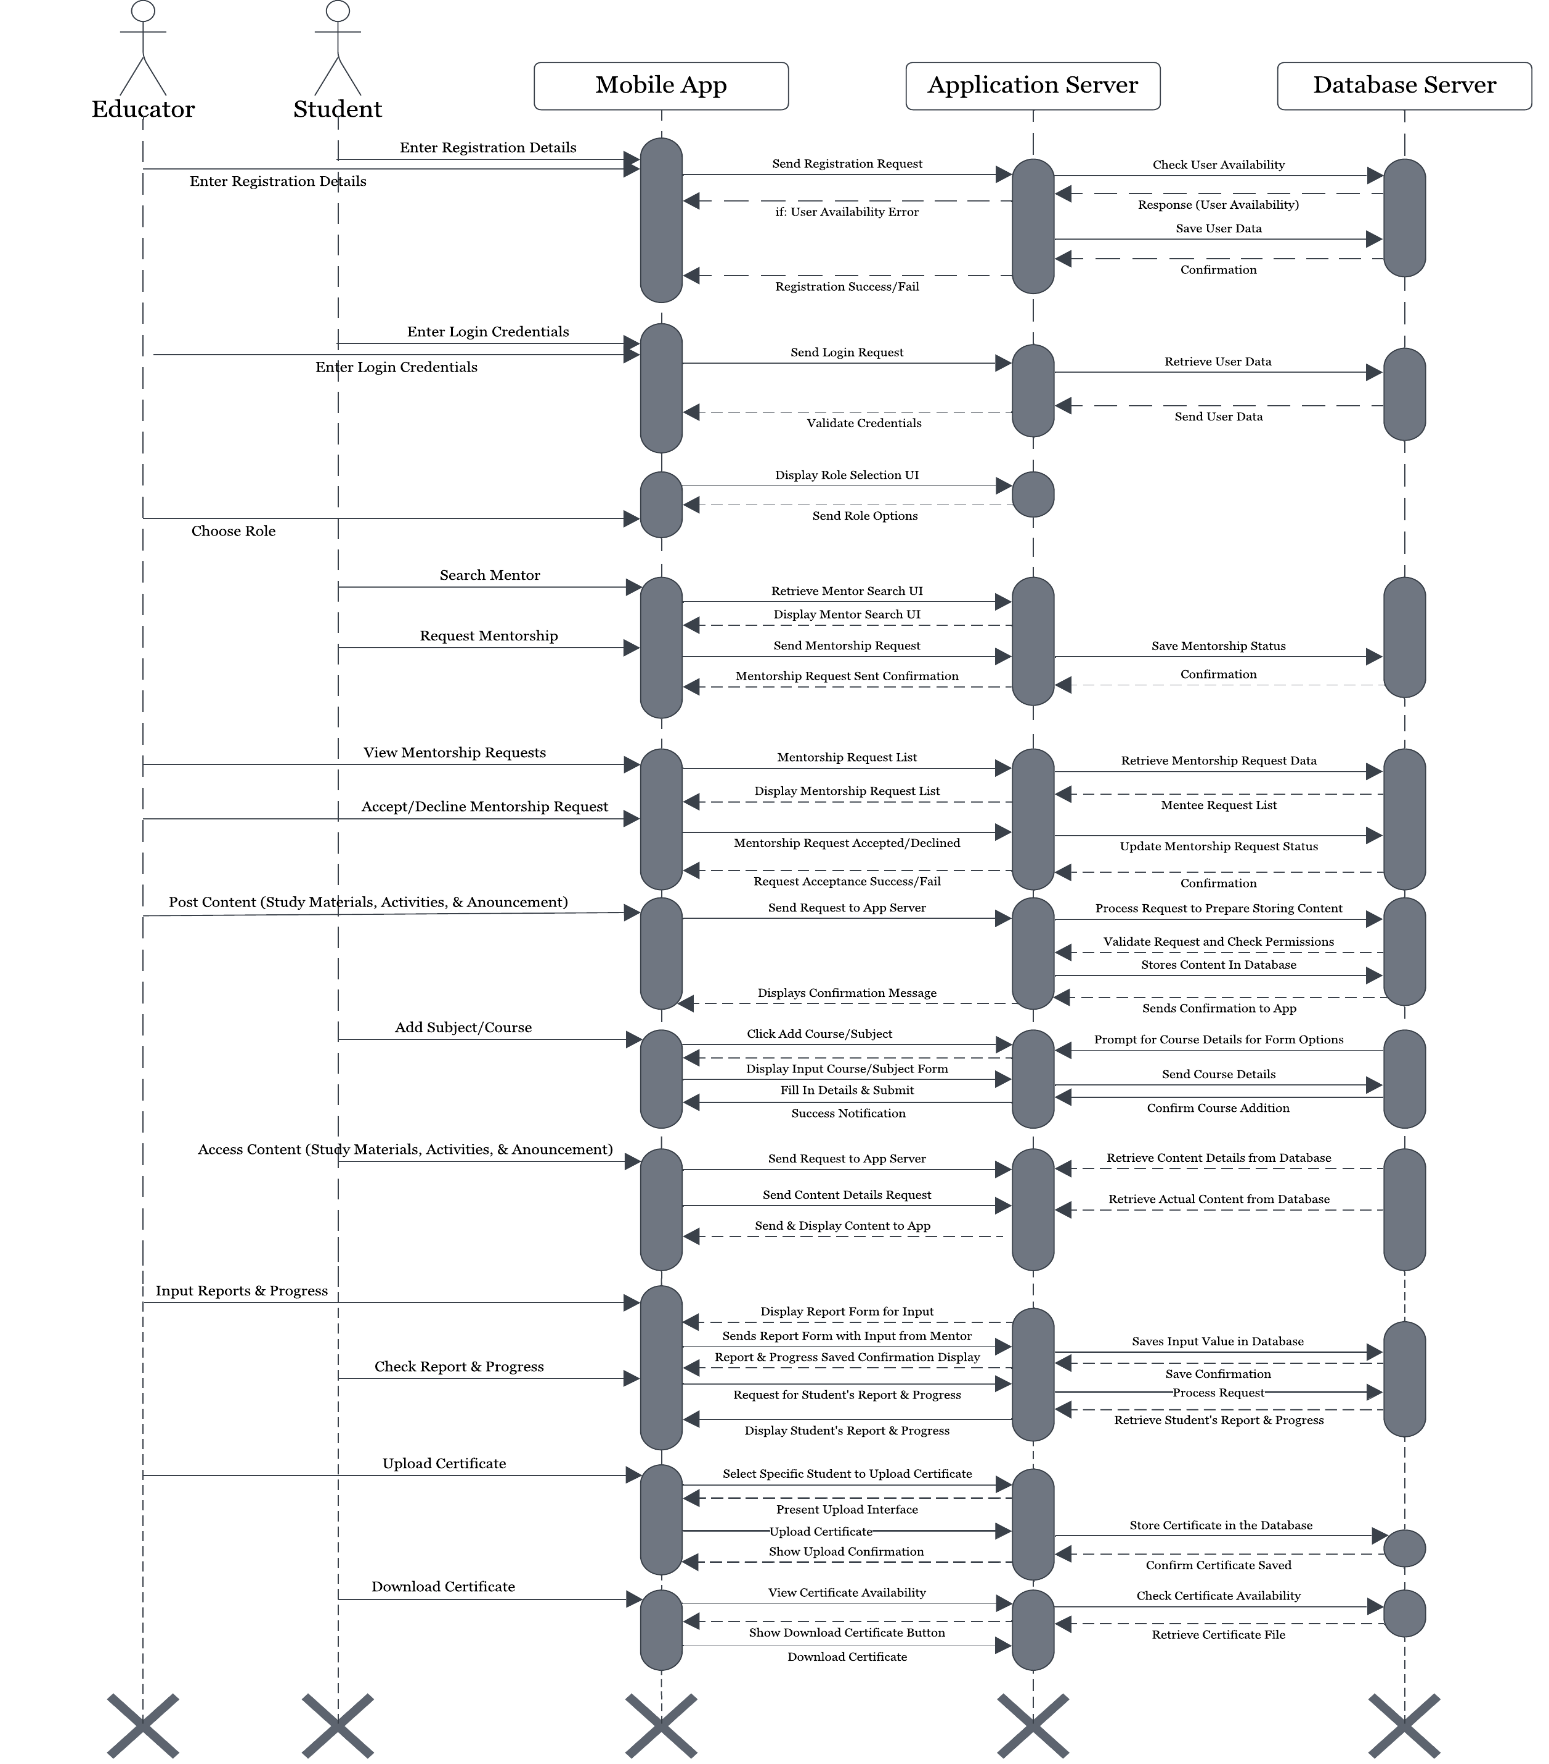 Educator
Student
Mobile App
Application Server
Database Server
Enter Registration Details
Enter Registration Details
Send Registration Request
Check User Availability
Response (User Availability)
if: User Availability Error
Save User Data
Confirmation
Registration Success/Fail
Enter Login Credentials
Enter Login Credentials
Send Login Request
Retrieve User Data
Send User Data
Validate Credentials
Display Role Selection UI
Send Role Options
Choose Role
Search Mentor
Retrieve Mentor Search UI
Display Mentor Search UI
Request Mentorship
Send Mentorship Request
Save Mentorship Status
Mentorship Request Sent Confirmation
Confirmation
View Mentorship Requests
Mentorship Request List
Retrieve Mentorship Request Data
Display Mentorship Request List
Mentee Request List
Accept/Decline Mentorship Request
Mentorship Request Accepted/Declined
Update Mentorship Request Status
Request Acceptance Success/Fail
Confirmation
Post Content (Study Materials, Activities, & Anouncement)
Send Request to App Server
Process Request to Prepare Storing Content
Validate Request and Check Permissions
Stores Content In Database
Displays Confirmation Message
Sends Confirmation to App
Add Subject/Course
Click Add Course/Subject
Prompt for Course Details for Form Options
Display Input Course/Subject Form
Send Course Details
Fill In Details & Submit
Confirm Course Addition
Success Notification
Access Content (Study Materials, Activities, & Anouncement)
Send Request to App Server
Retrieve Content Details from Database
Send Content Details Request
Retrieve Actual Content from Database
Send & Display Content to App
Input Reports & Progress
Display Report Form for Input
Sends Report Form with Input from Mentor
Saves Input Value in Database
Report & Progress Saved Confirmation Display
Save Confirmation
Check Report & Progress
Request for Student's Report & Progress
Process Request
Display Student's Report & Progress
Retrieve Student's Report & Progress
Upload Certificate
Select Specific Student to Upload Certificate
Present Upload Interface
Upload Certificate
Store Certificate in the Database
Show Upload Confirmation
Confirm Certificate Saved
Download Certificate
View Certificate Availability
Check Certificate Availability
Show Download Certificate Button
Retrieve Certificate File
Download Certificate